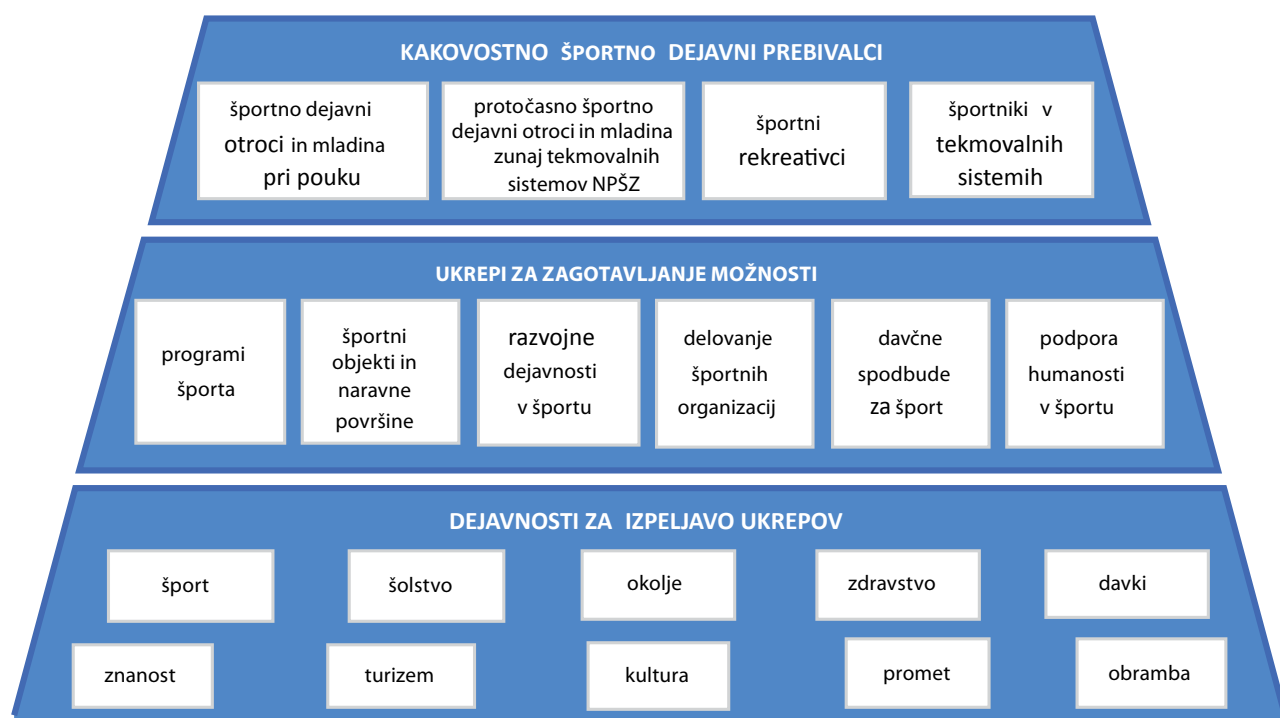 KAKOVOSTNO ŠPORTNO DEJAVNI PREBIVALCI
športno dejavni
otroci in mladina
pri pouku
protočasno športno
dejavni otroci in mladina
zunaj tekmovalnih
sistemov NPŠZ
športni
rekreativci
športniki v
tekmovalnih
sistemih
UKREPI ZA ZAGOTAVLJANJE MOŽNOSTI
programi
športa
športni
objekti in
naravne
površine
razvojne
dejavnosti
v športu
delovanje
športnih
organizacij
davčne
spodbude
za šport
podpora
humanosti
v športu
DEJAVNOSTI ZA IZPELJAVO UKREPOV
šport
šolstvo
okolje
zdravstvo
davki
znanost
turizem
kultura
promet
obramba